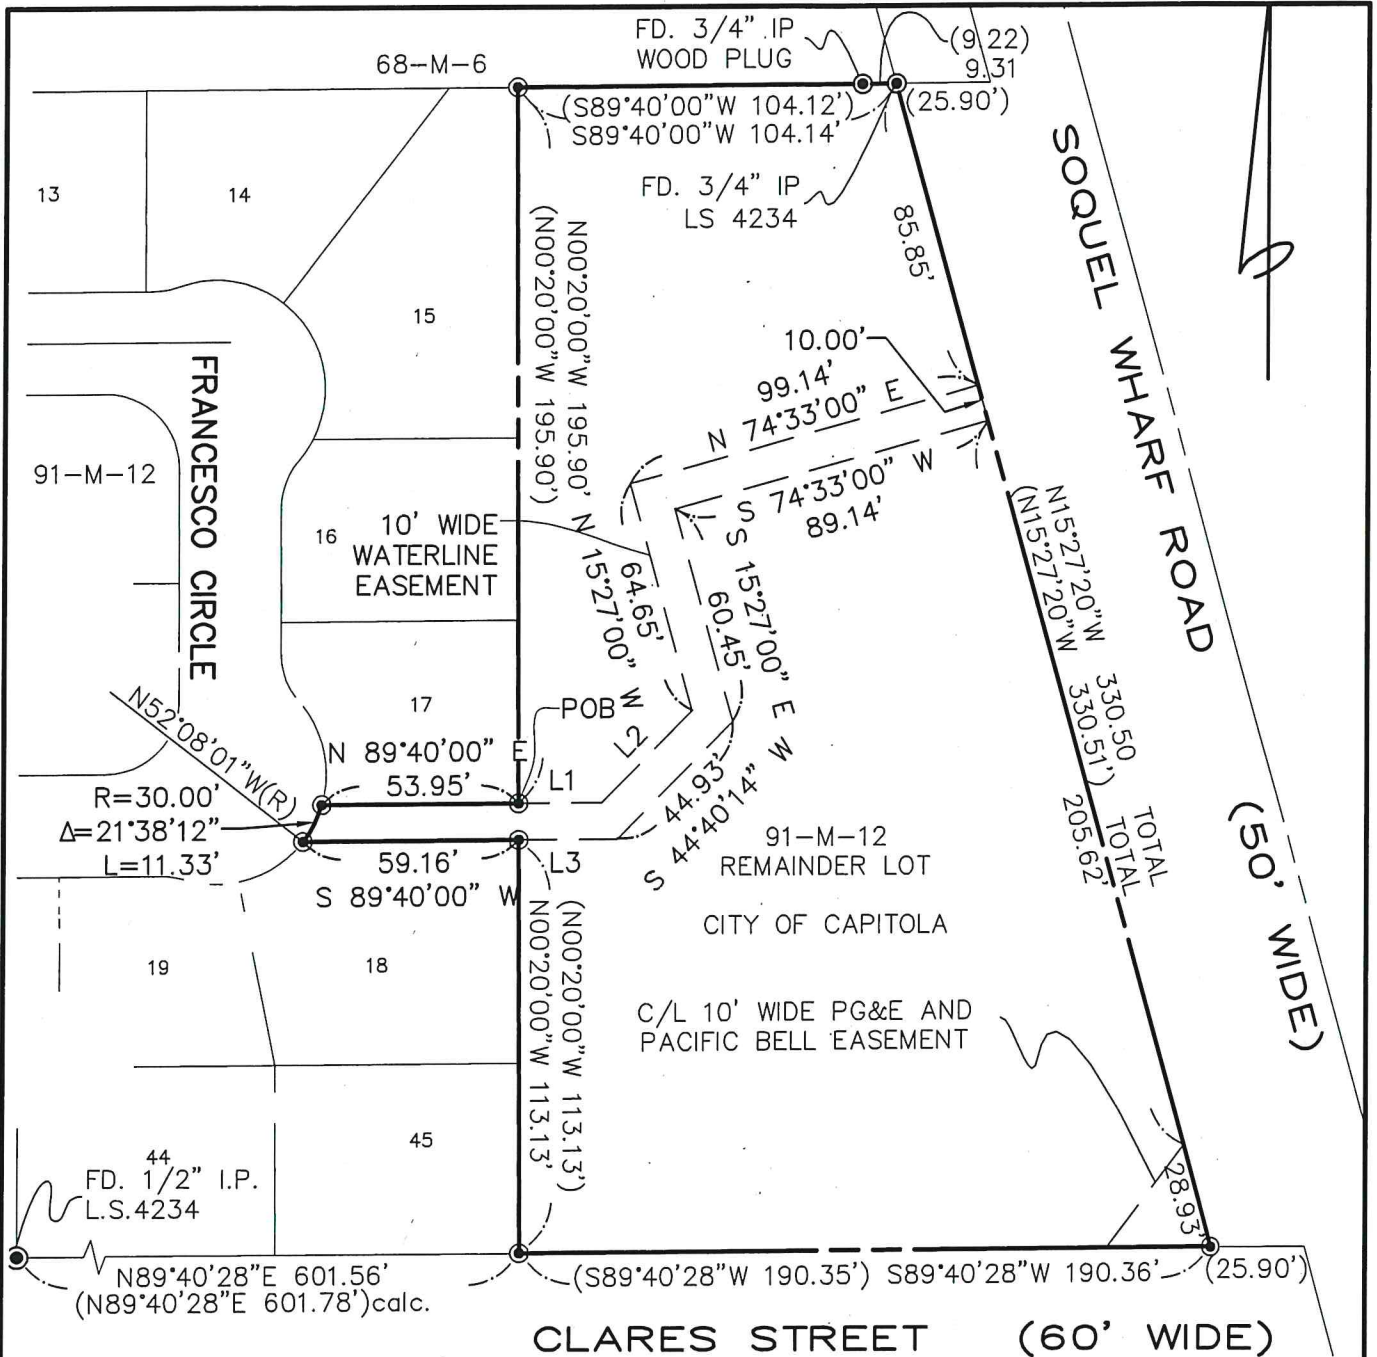 FD. 3/4" IP
WOOD PLUG
(9.22)
9.31
68-M-6
(S89°40'00"W 104.12')
S89°40'00"W 104.14'
(25.90')
FD. 3/4" IP
LS 4234
13
14
15
85.85'
SOQUEL WHARF ROAD
(50' WIDE)
N00°20'00"W 195.90'
(N00°20'00"W 195.90')
10.00'
99.14'
N 74°33'00" E
S 74°33'00" W
89.14'
FRANCESCO CIRCLE
91-M-12
16
10' WIDE
WATERLINE
EASEMENT
N 15°27'00" W
64.65'
S 15°27'00" E
60.45'
N15°27'20"W 330.50 TOTAL
(N15°27'20"W 330.51') TOTAL
205.62'
17
POB
N52°08'01"W(R)
N 89°40'00" E
53.95'
L1
L2
R=30.00'
Δ=21°38'12"
L=11.33'
59.16'
S 89°40'00" W
L3
44.93'
S 44°40'14" W
91-M-12
REMAINDER LOT
CITY OF CAPITOLA
(N00°20'00"W 113.13')
N00°20'00"W 113.13'
19
18
C/L 10' WIDE PG&E AND
PACIFIC BELL EASEMENT
44
45
FD. 1/2" I.P.
L.S.4234
28.93'
N89°40'28"E 601.56'
(N89°40'28"E 601.78')calc.
(S89°40'28"W 190.35') S89°40'28"W 190.36'
(25.90')
CLARES STREET (60' WIDE)